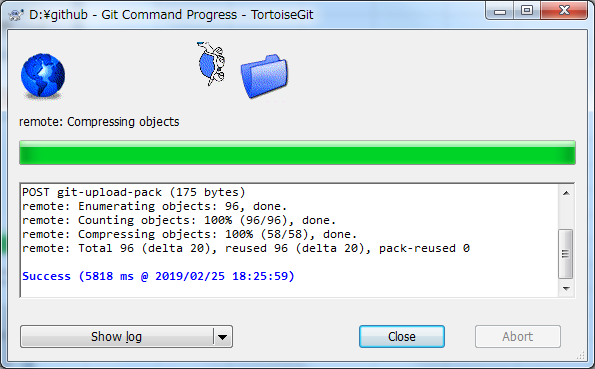 D:¥github - Git Command Progress - TortoiseGit
remote: Compressing objects
POST git-upload-pack (175 bytes)
remote: Enumerating objects: 96, done.
remote: Counting objects: 100% (96/96), done.
remote: Compressing objects: 100% (58/58), done.
remote: Total 96 (delta 20), reused 96 (delta 20), pack-reused 0
Success (5818 ms @ 2019/02/25 18:25:59)
Show log
Close
Abort